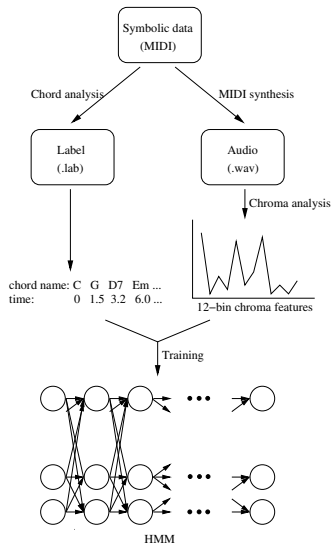 Symbolic data
(MIDI)
Chord analysis
MIDI synthesis
Label
(.lab)
Audio
(.wav)
Chroma analysis
chord name: C G D7 Em ...
time: 0 1.5 3.2 6.0 ...
12−bin chroma features
Training
HMM